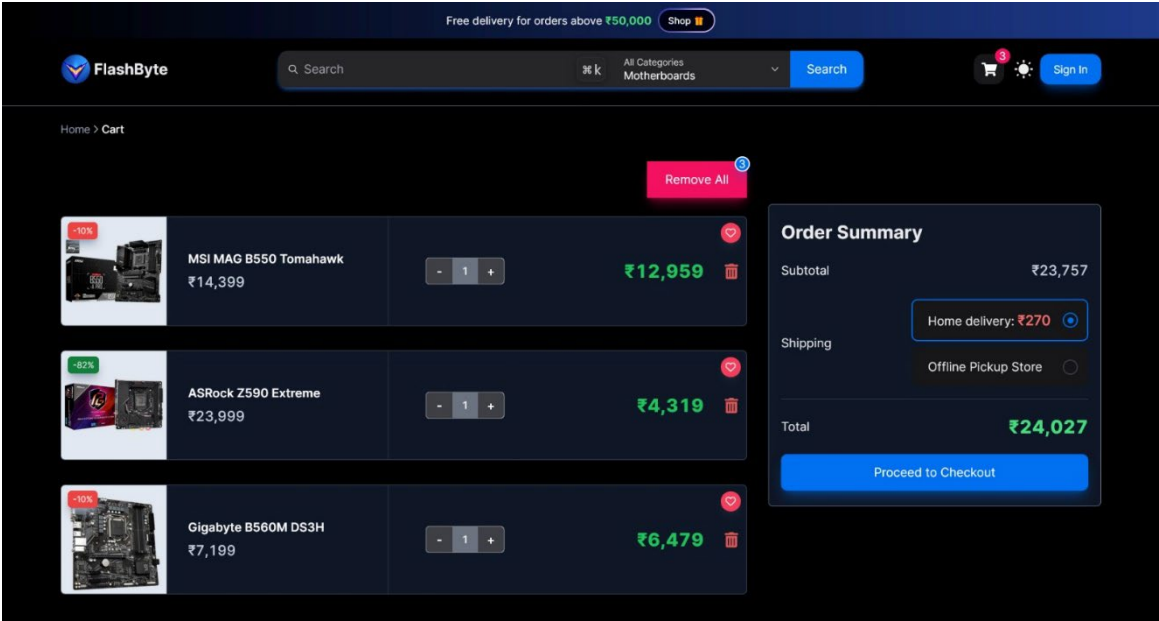 Free delivery for orders above ₹50,000 Shop
FlashByte
Search
⌘ k
All Categories
Motherboards
Search
3
Sign In
Home > Cart
Remove All
3
-10%
MSI MAG B550 Tomahawk
₹14,399
- 1 +
₹12,959
-82%
ASRock Z590 Extreme
₹23,999
- 1 +
₹4,319
-10%
Gigabyte B560M DS3H
₹7,199
- 1 +
₹6,479
Order Summary
Subtotal ₹23,757
Shipping
Home delivery: ₹270
Offline Pickup Store
Total ₹24,027
Proceed to Checkout